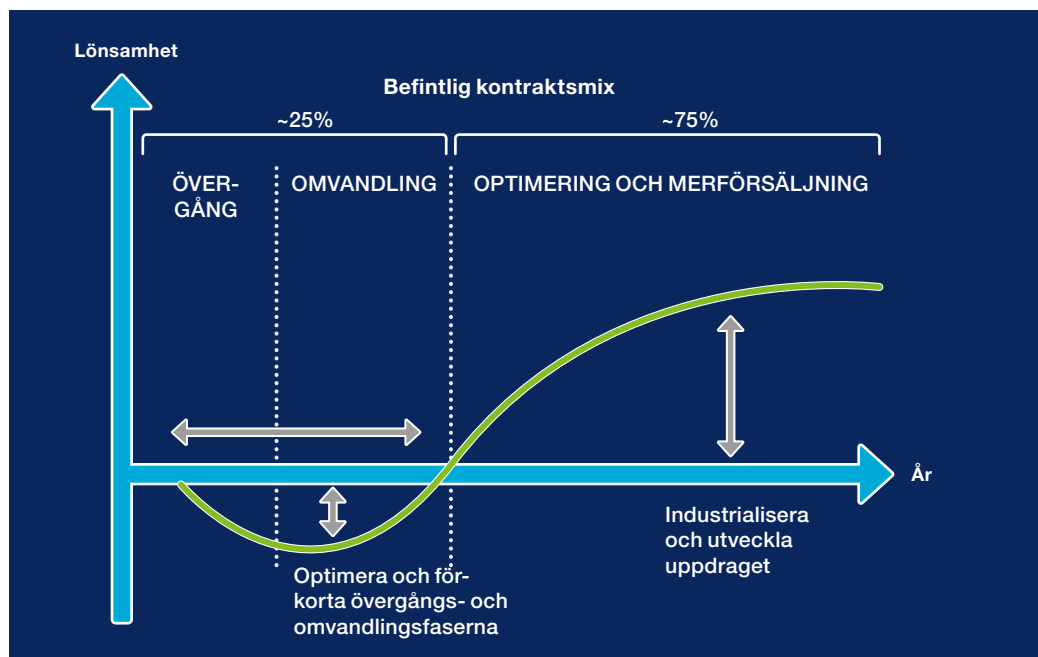 Lönsamhet
Befintlig kontraktsmix
~25%
~75%
ÖVER-
GÅNG
OMVANDLING
OPTIMERING OCH MERFÖRSÄLJNING
År
Industrialisera
och utveckla
uppdraget
Optimera och för-
korta övergångs- och
omvandlingsfaserna